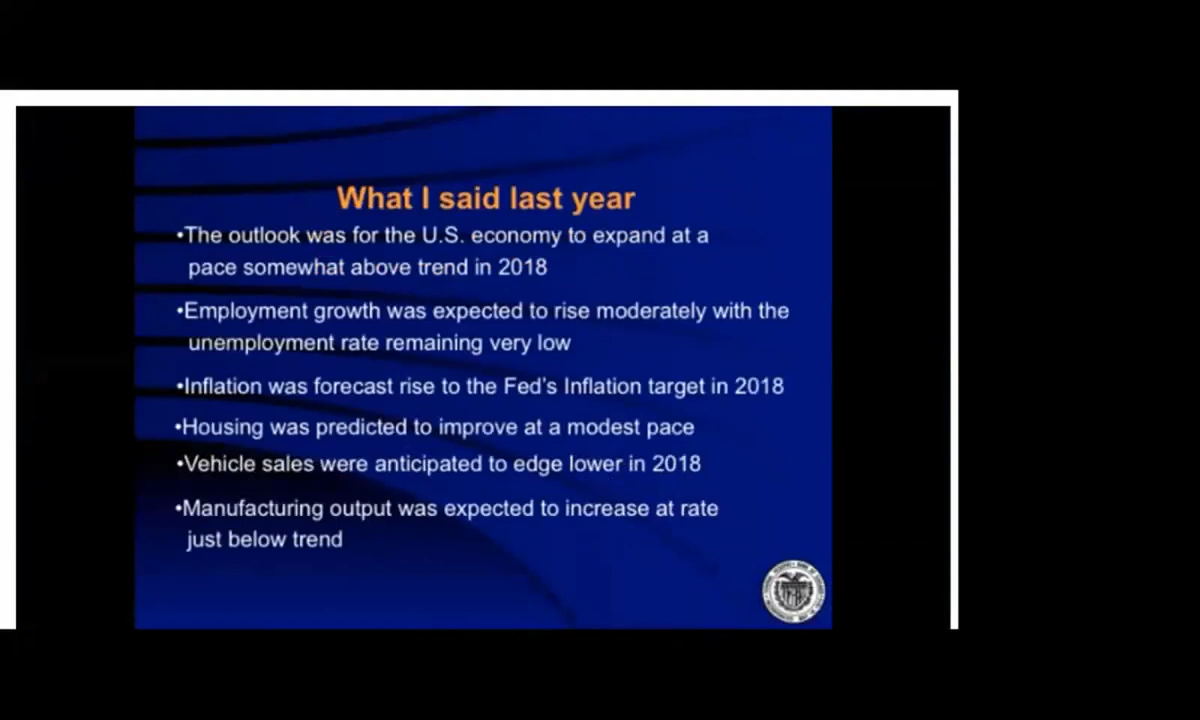 What I said last year
•The outlook was for the U.S. economy to expand at a
pace somewhat above trend in 2018
•Employment growth was expected to rise moderately with the
unemployment rate remaining very low
•Inflation was forecast rise to the Fed's Inflation target in 2018
•Housing was predicted to improve at a modest pace
•Vehicle sales were anticipated to edge lower in 2018
•Manufacturing output was expected to increase at rate
just below trend